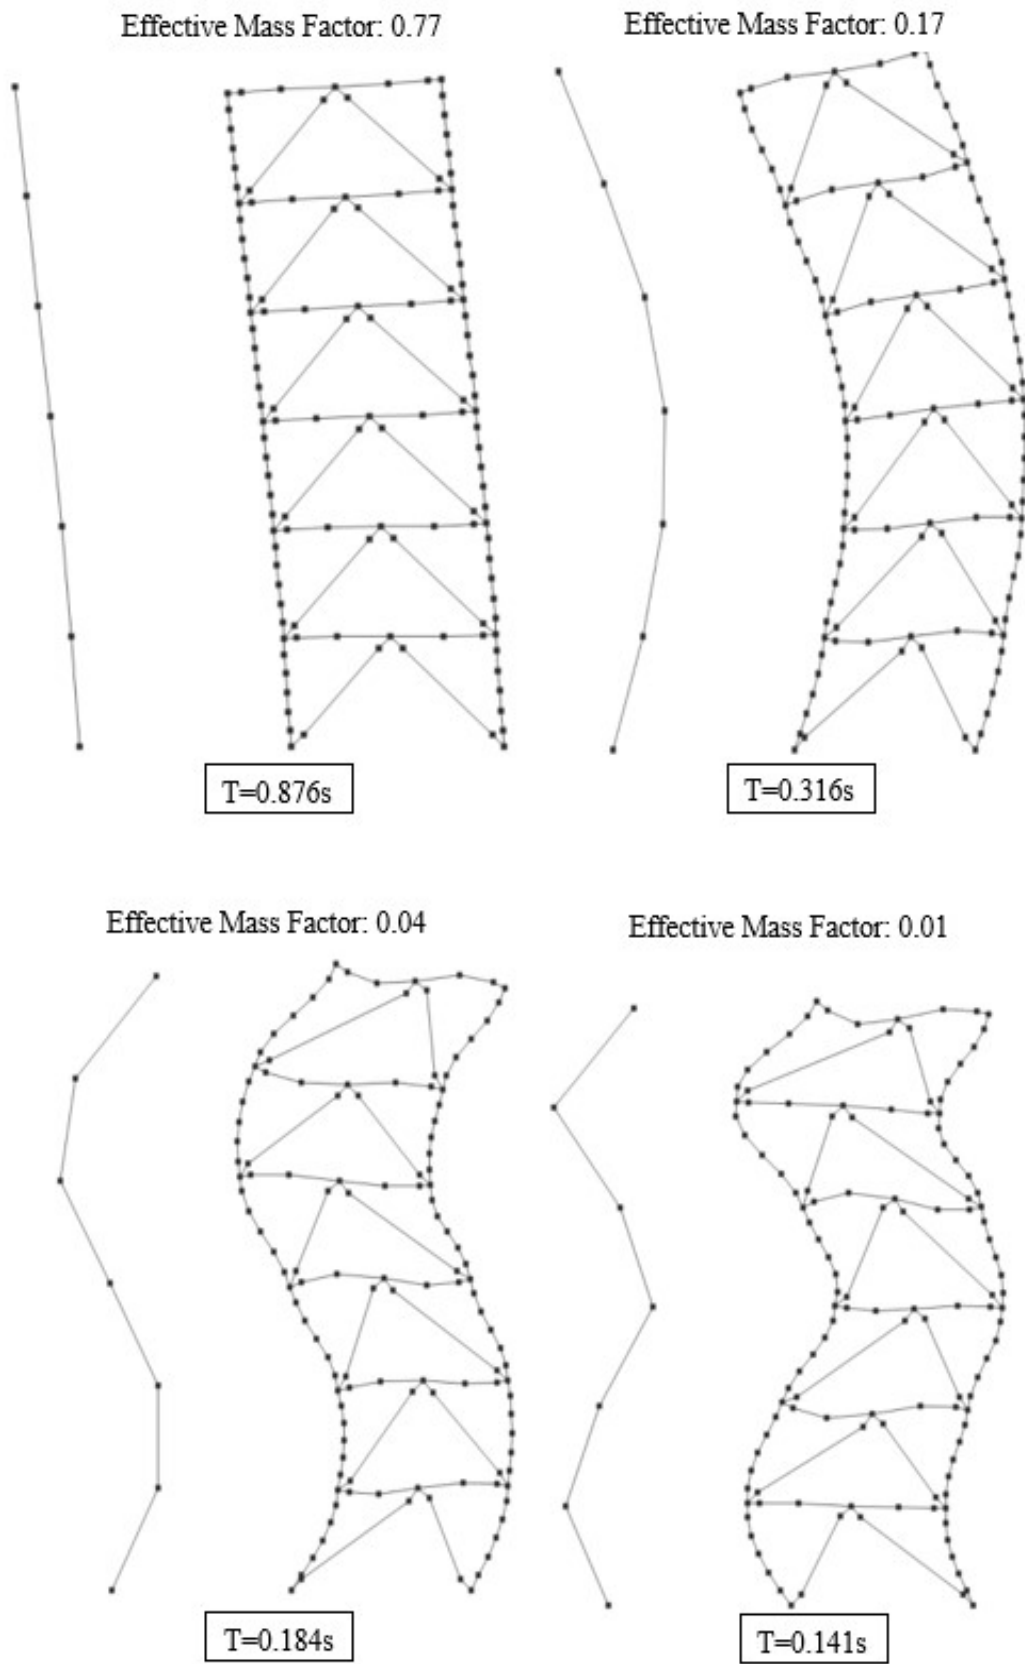 Effective Mass Factor: 0.77
Effective Mass Factor: 0.17
T=0.876s
T=0.316s
Effective Mass Factor: 0.04
Effective Mass Factor: 0.01
T=0.184s
T=0.141s